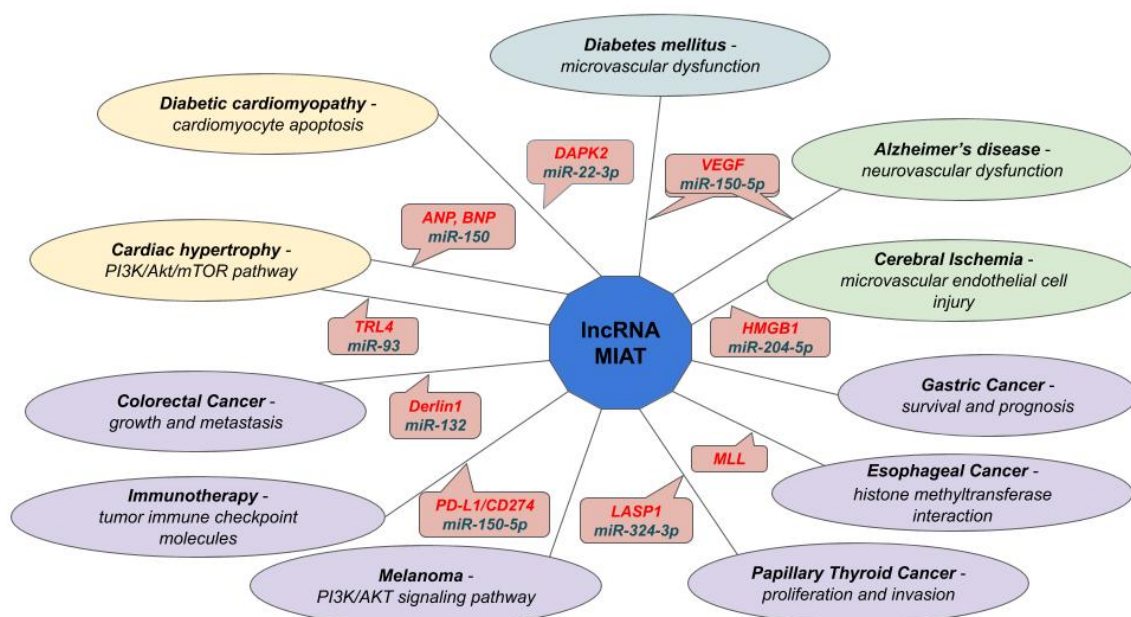 Diabetes mellitus -
microvascular dysfunction
Diabetic cardiomyopathy -
cardiomyocyte apoptosis
DAPK2
miR-22-3p
VEGF
miR-150-5p
Alzheimer's disease -
neurovascular dysfunction
ANP, BNP
miR-150
Cardiac hypertrophy -
PI3K/Akt/mTOR pathway
Cerebral Ischemia -
microvascular endothelial cell
injury
lncRNA
MIAT
TRL4
miR-93
HMGB1
miR-204-5p
Colorectal Cancer -
growth and metastasis
Derlin1
miR-132
Gastric Cancer -
survival and prognosis
MLL
Immunotherapy -
tumor immune checkpoint
molecules
PD-L1/CD274
miR-150-5p
LASP1
miR-324-3p
Esophageal Cancer -
histone methyltransferase
interaction
Melanoma -
PI3K/AKT signaling pathway
Papillary Thyroid Cancer -
proliferation and invasion